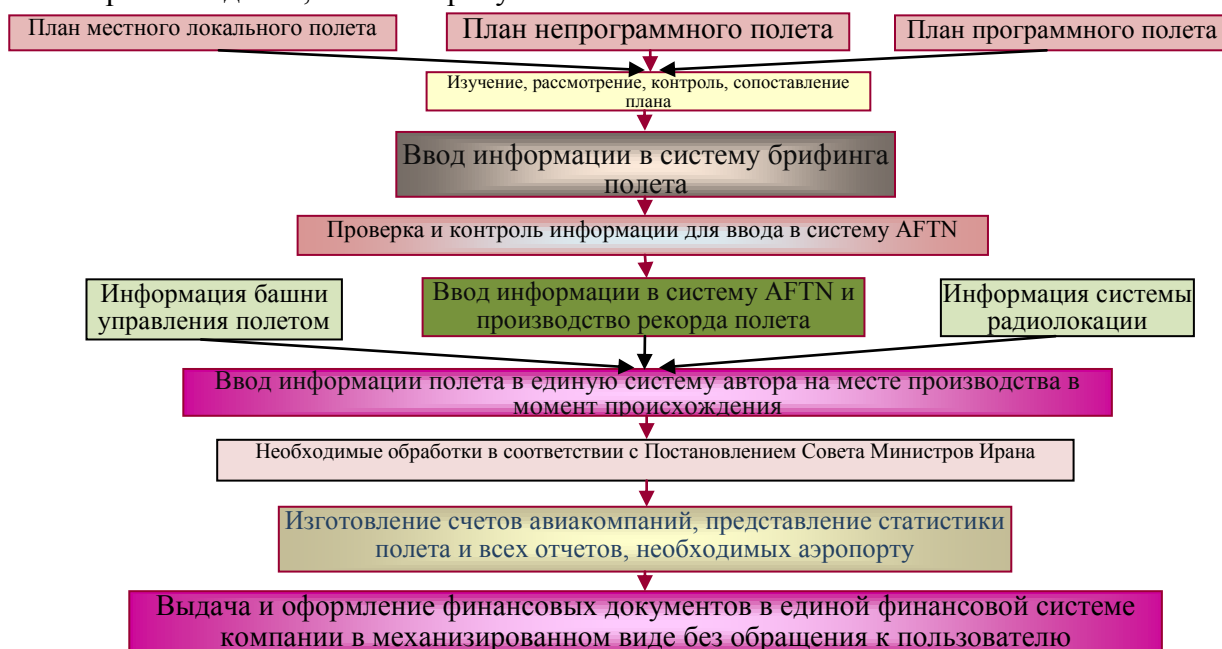 План местного локального полета
План непрограммного полета
План программного полета
Изучение, рассмотрение, контроль, сопоставление
плана
Ввод информации в систему брифинга
полета
Проверка и контроль информации для ввода в систему AFTN
Информация башни
управления полетом
Ввод информации в систему AFTN и
производство рекорда полета
Информация системы
радиолокации
Ввод информации полета в единую систему автора на месте производства в
момент происхождения
Необходимые обработки в соответствии с Постановлением Совета Министров Ирана
Изготовление счетов авиакомпаний, представление статистики
полета и всех отчетов, необходимых аэропорту
Выдача и оформление финансовых документов в единой финансовой системе
компании в механизированном виде без обращения к пользователю